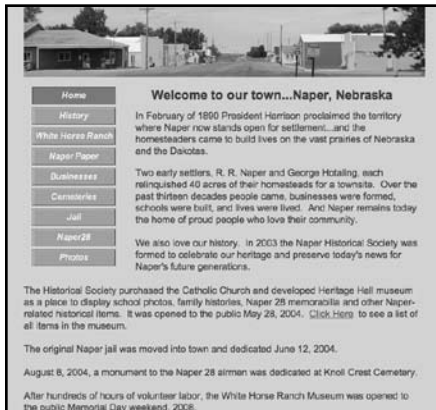 Home
History
White Horse Ranch
Naper Paper
Businesses
Cemeteries
Jail
Naper28
Photos
Welcome to our town...Naper, Nebraska
In February of 1890 President Harrison proclaimed the territory
where Naper now stands open for settlement...and the
homesteaders came to build lives on the vast prairies of Nebraska
and the Dakotas.
Two early settlers, R. R. Naper and George Hotaling, each
relinquished 40 acres of their homesteads for a townsite. Over the
past thirteen decades people came, businesses were formed,
schools were built, and lives were lived. And Naper remains today
the home of proud people who love their community.
We also love our history. In 2003 the Naper Historical Society was
formed to celebrate our heritage and preserve today's news for
Naper's future generations.
The Historical Society purchased the Catholic Church and developed Heritage Hall museum
as a place to display school photos, family histories, Naper 28 memorabilia and other Naper-
related historical items. It was opened to the public May 28, 2004. Click Here to see a list of
all items in the museum.
The original Naper jail was moved into town and dedicated June 12, 2004.
August 8, 2004, a monument to the Naper 28 airmen was dedicated at Knoll Crest Cemetery.
After hundreds of hours of volunteer labor, the White Horse Ranch Museum was opened to
the public Memorial Day weekend, 2008.